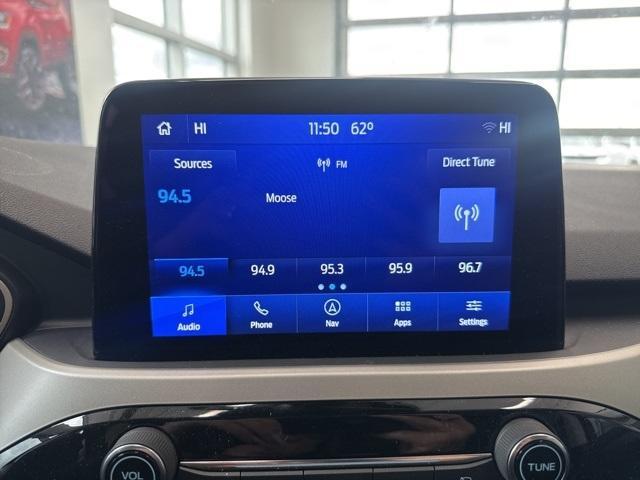 HI 11:50 62° HI
Sources FM Direct Tune
94.5 Moose
94.5 94.9 95.3 95.9 96.7
Audio Phone Nav Apps Settings
VOL TUNE